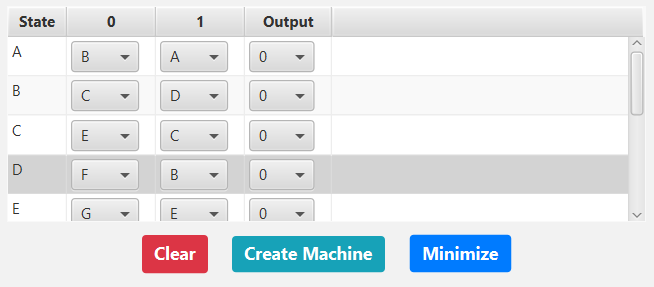 State 0 1 Output
A B A 0
B C D 0
C E C 0
D F B 0
E G E 0
Clear Create Machine Minimize